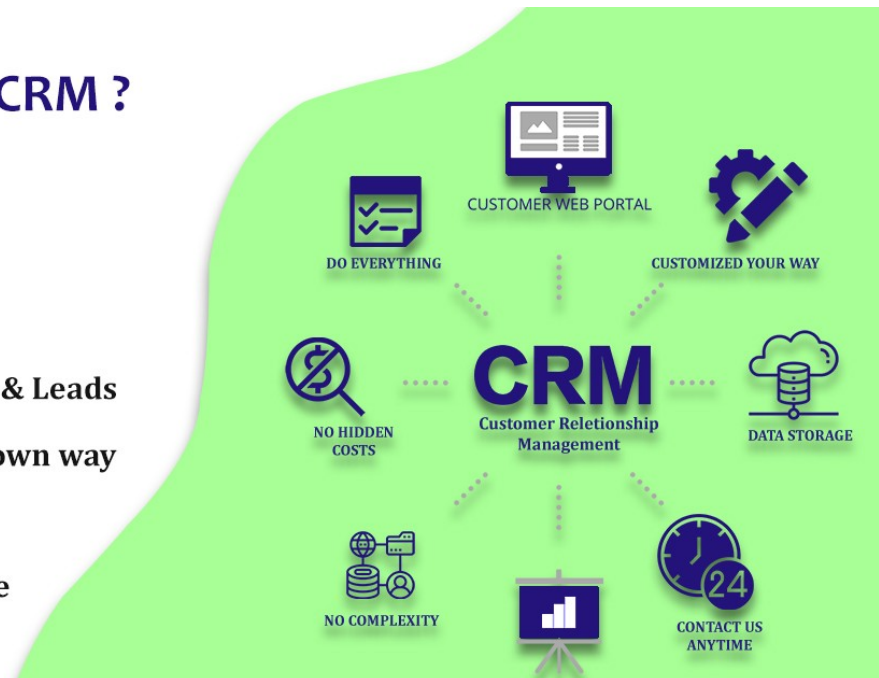 CRM ?
& Leads
own way
e
CUSTOMER WEB PORTAL
DO EVERYTHING
CUSTOMIZED YOUR WAY
CRM
Customer Reletionship
Management
NO HIDDEN
COSTS
DATA STORAGE
NO COMPLEXITY
24
CONTACT US
ANYTIME